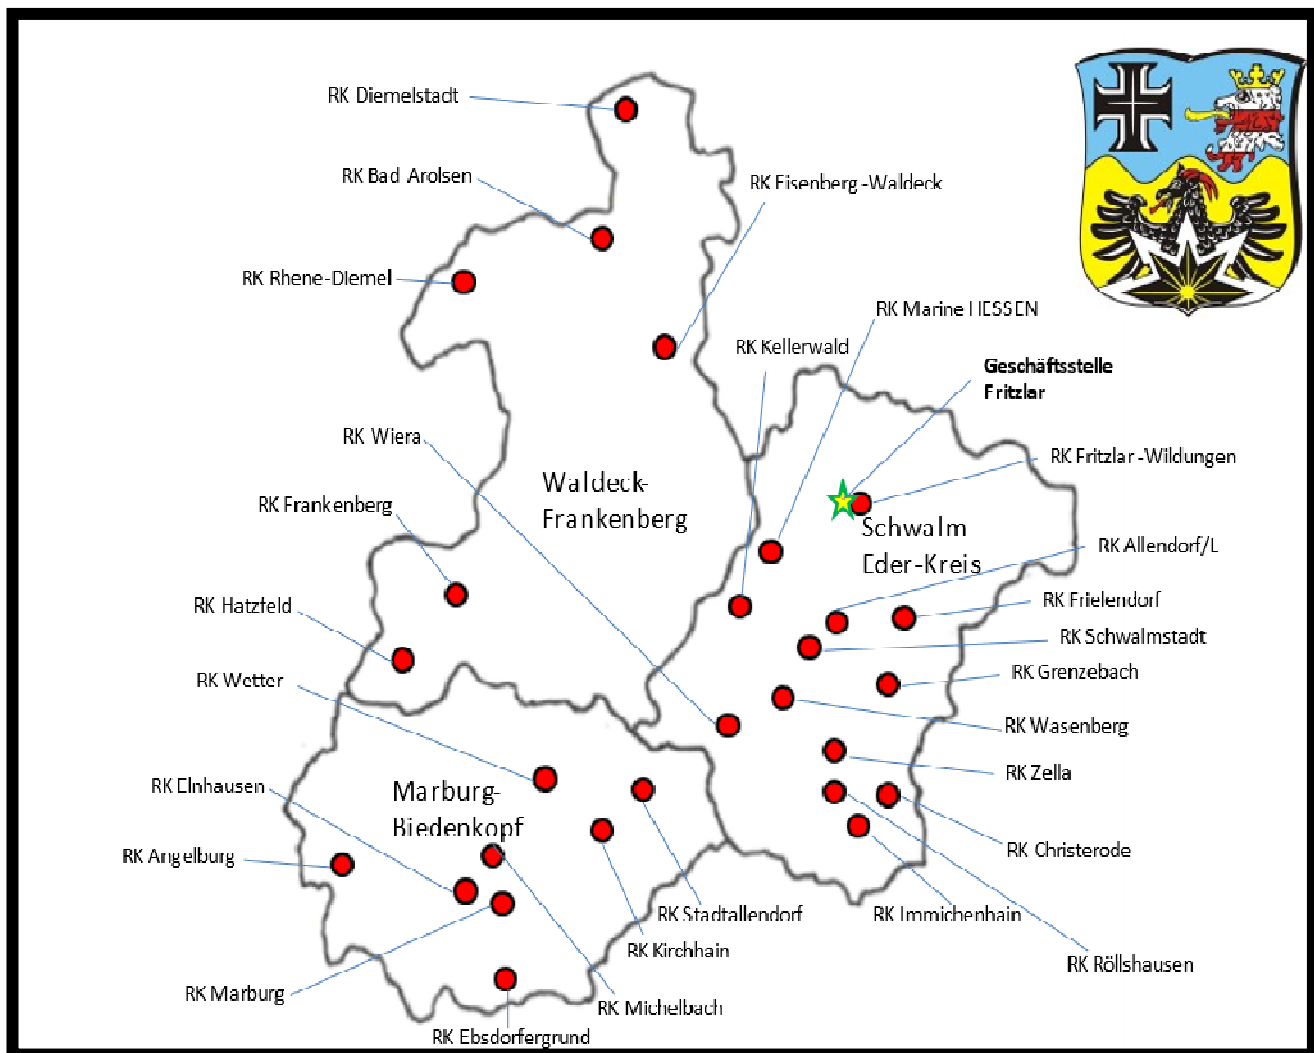 RK Diemelstadt
RK Bad Arolsen
RK Eisenberg -Waldeck
RK Rhene-Diemel
RK Marine HESSEN
RK Kellerwald
Geschäftsstelle
Fritzlar
RK Wiera
RK Fritzlar -Wildungen
Waldeck-
Frankenberg
RK Frankenberg
Schwalm
Eder-Kreis
RK Allendorf/L
RK Hatzfeld
RK Frielendorf
RK Schwalmstadt
RK Wetter
RK Grenzebach
RK Wasenberg
RK Zella
RK Elnhausen
Marburg-
Biedenkopf
RK Angelburg
RK Christerode
RK Stadtallendorf
RK Immichenhain
RK Kirchhain
RK Röllshausen
RK Marburg
RK Michelbach
RK Ebsdorfergrund